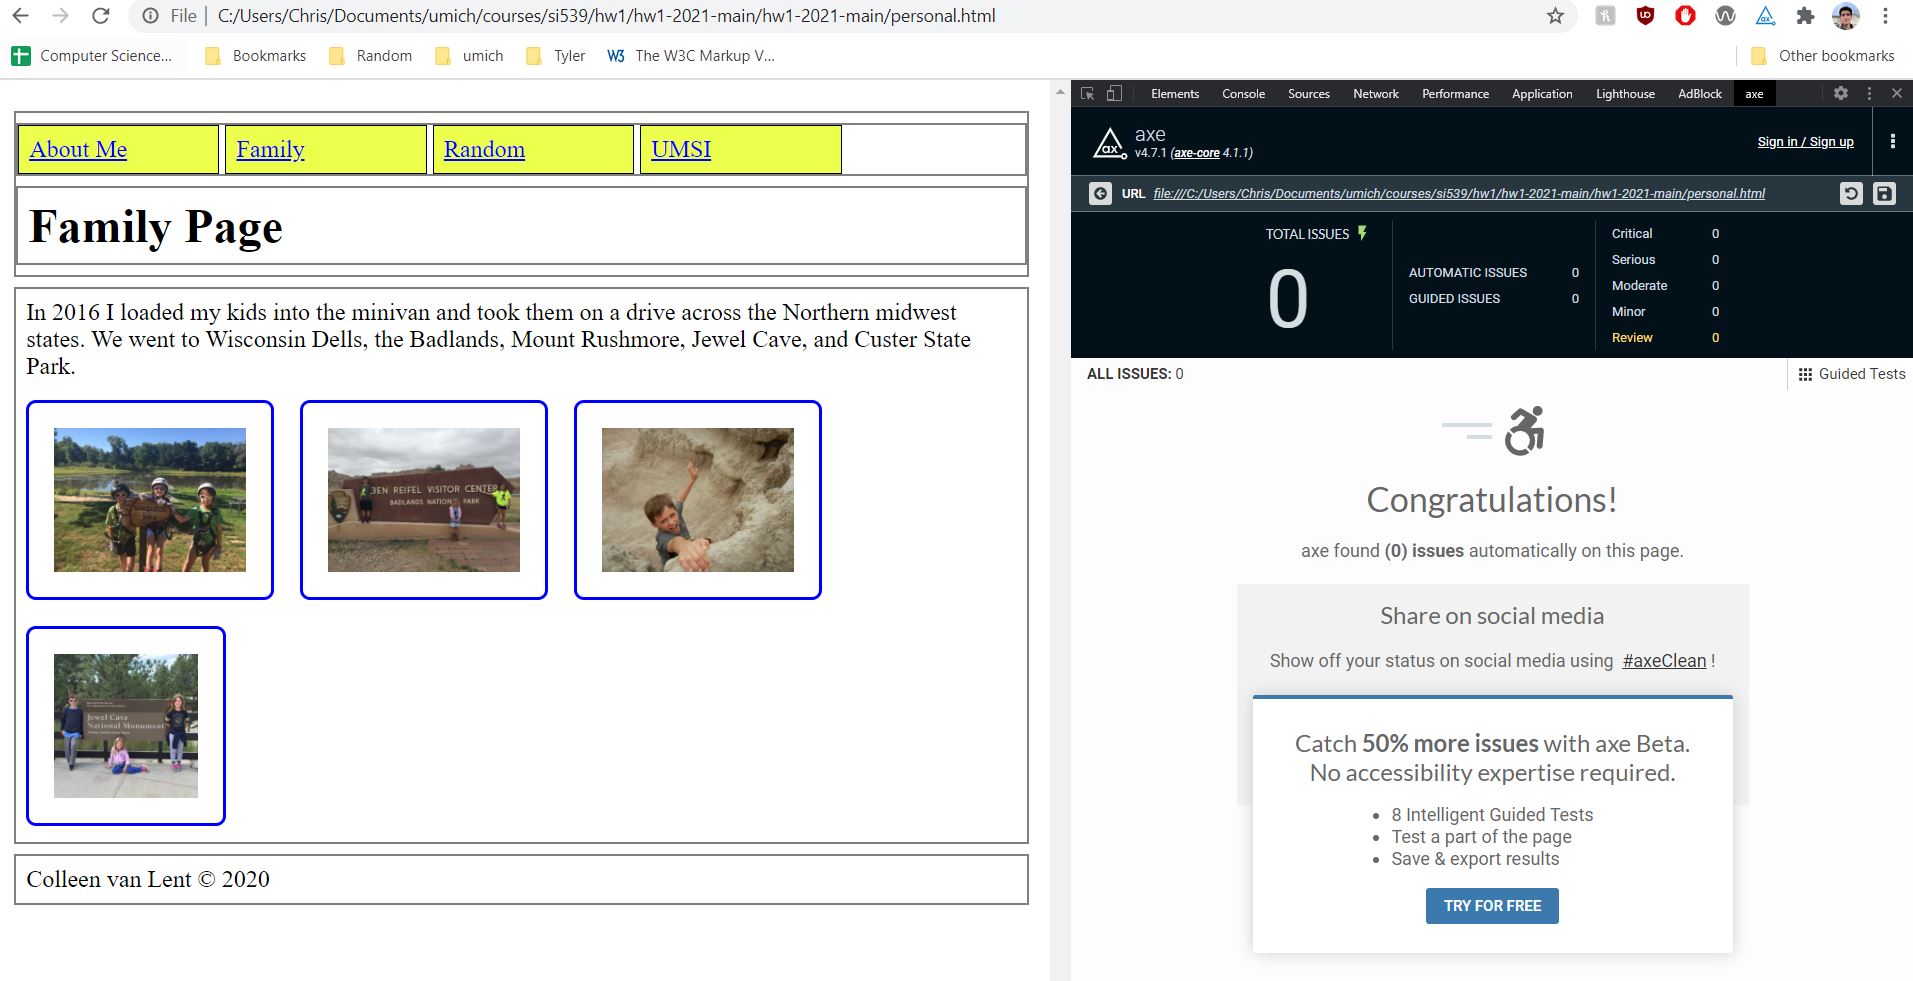 File | C:/Users/Chris/Documents/umich/courses/si539/hw1/hw1-2021-main/hw1-2021-main/personal.html
Computer Science... Bookmarks Random umich Tyler W3 The W3C Markup V... Other bookmarks
About Me Family Random UMSI
Family Page
In 2016 I loaded my kids into the minivan and took them on a drive across the Northern midwest
states. We went to Wisconsin Dells, the Badlands, Mount Rushmore, Jewel Cave, and Custer State
Park.
BEN REIFEL VISITOR CENTER
BADLANDS NATIONAL PARK
Jewel Cave
National Monument
Colleen van Lent © 2020
Elements Console Sources Network Performance Application Lighthouse AdBlock axe
ax
axe
v4.7.1 (axe-core 4.1.1)
Sign in / Sign up
URL file:///C:/Users/Chris/Documents/umich/courses/si539/hw1/hw1-2021-main/hw1-2021-main/personal.html
TOTAL ISSUES
0
AUTOMATIC ISSUES 0
GUIDED ISSUES 0
Critical 0
Serious 0
Moderate 0
Minor 0
Review 0
ALL ISSUES: 0
Guided Tests
Congratulations!
axe found (0) issues automatically on this page.
Share on social media
Show off your status on social media using #axeClean !
Catch 50% more issues with axe Beta.
No accessibility expertise required.
• 8 Intelligent Guided Tests
• Test a part of the page
• Save & export results
TRY FOR FREE